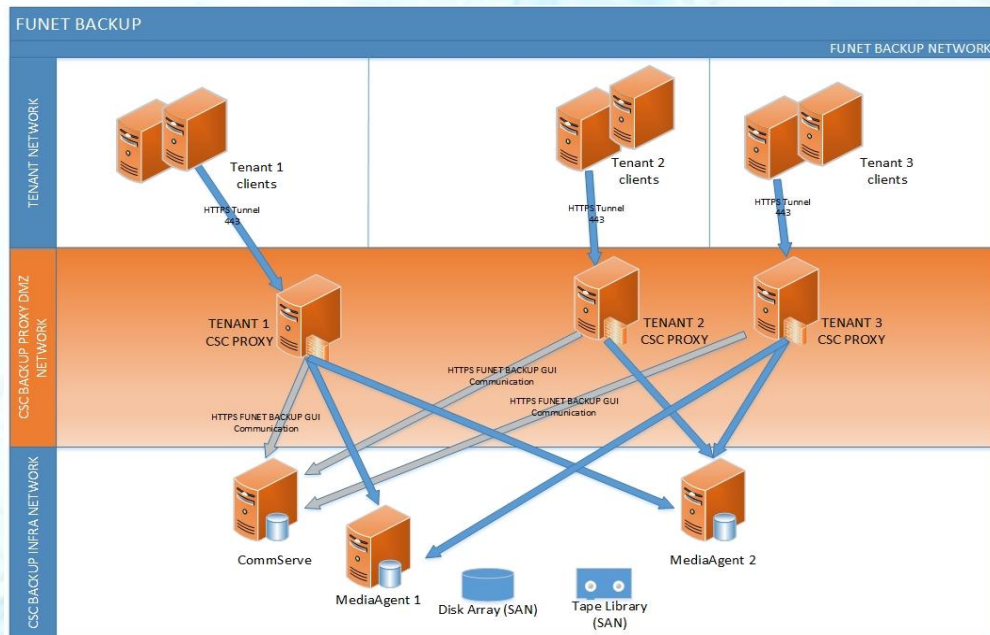 FUNET BACKUP
FUNET BACKUP NETWORK
TENANT NETWORK
Tenant 1
clients
Tenant 2
clients
Tenant 3
clients
HTTPS Tunnel
443
HTTPS Tunnel
443
HTTPS Tunnel
443
CSC BACKUP PROXY DMZ
NETWORK
TENANT 1
CSC PROXY
TENANT 2
CSC PROXY
TENANT 3
CSC PROXY
HTTPS FUNET BACKUP GUI
Communication
HTTPS FUNET BACKUP GUI
Communication
HTTPS FUNET BACKUP GUI
Communication
CSC BACKUP INFRA NETWORK
CommServe
MediaAgent 1
MediaAgent 2
Disk Array (SAN)
Tape Library
(SAN)